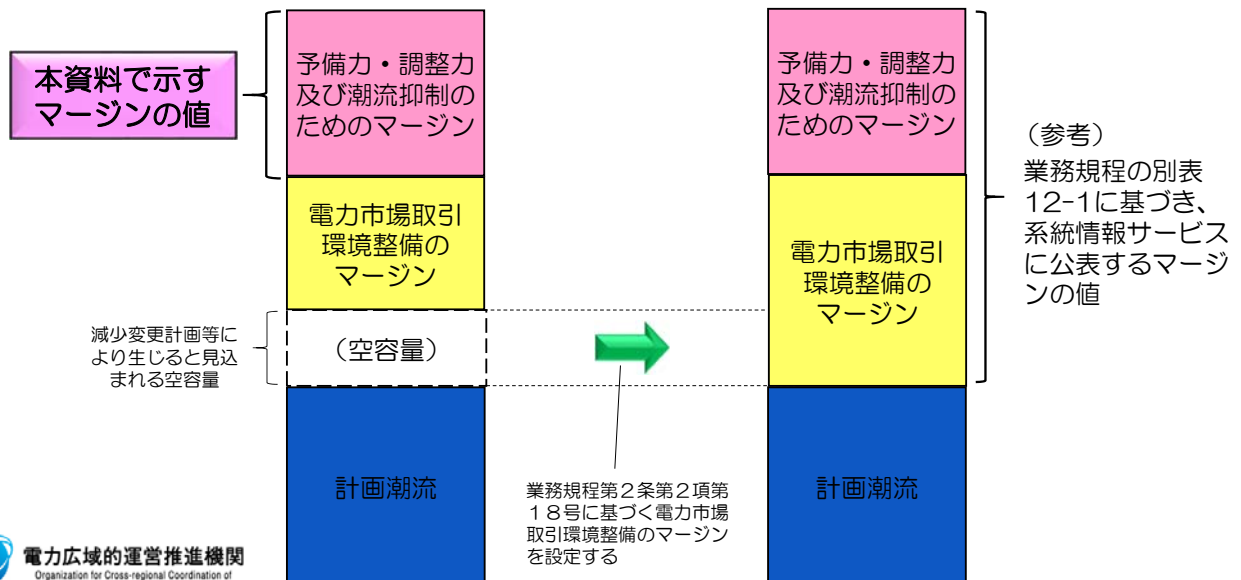 本資料で示す
マージンの値
予備力・調整力
及び潮流抑制の
ためのマージン
電力市場取引
環境整備の
マージン
減少変更計画等に
より生じると見込
まれる空容量
（空容量）
計画潮流
業務規程第２条第２項第
１８号に基づく電力市場
取引環境整備のマージン
を設定する
予備力・調整力
及び潮流抑制の
ためのマージン
電力市場取引
環境整備の
マージン
計画潮流
（参考）
業務規程の別表
12-1に基づき、
系統情報サービス
に公表するマージ
ンの値
電力広域的運営推進機関
Organization for Cross-regional Coordination of